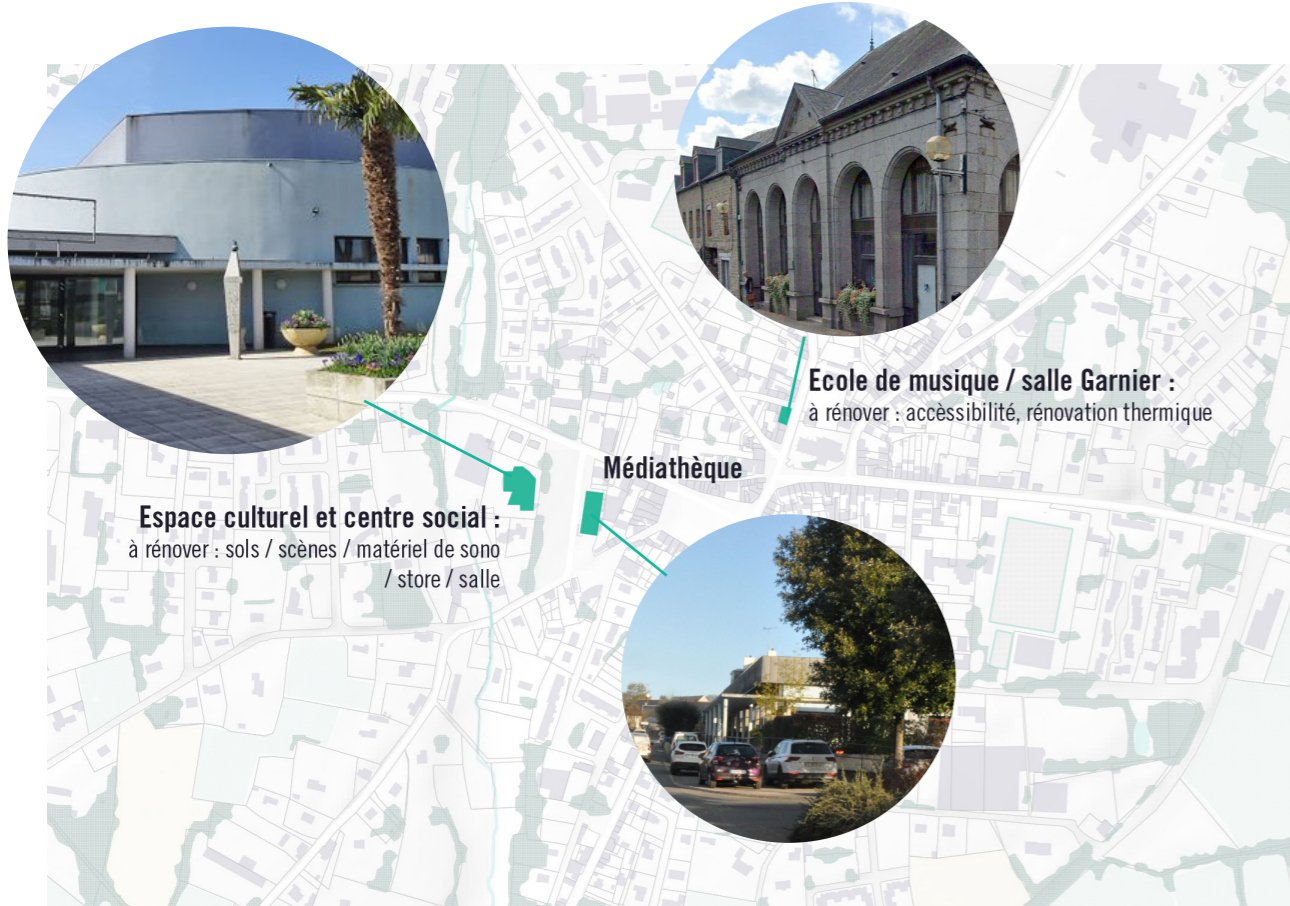 Ecole de musique / salle Garnier :
à rénover : accèssibilité, rénovation thermique
Médiathèque
Espace culturel et centre social :
à rénover : sols / scènes / matériel de sono
/ store / salle